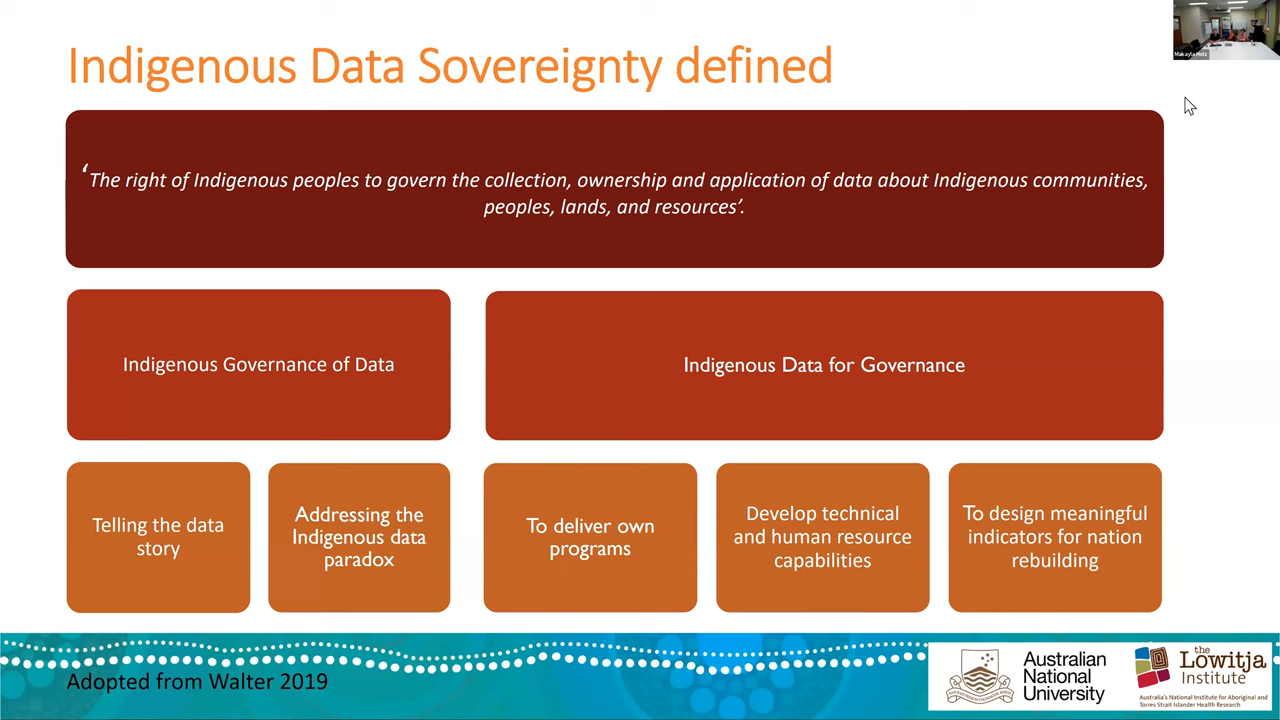 Indigenous Data Sovereignty defined
Makayla Holz
‘The right of Indigenous peoples to govern the collection, ownership and application of data about Indigenous communities,
peoples, lands, and resources’.
Indigenous Governance of Data
Indigenous Data for Governance
Telling the data
story
Addressing the
Indigenous data
paradox
To deliver own
programs
Develop technical
and human resource
capabilities
To design meaningful
indicators for nation
rebuilding
Adopted from Walter 2019
Australian
National
University
the
Lowitja
Institute
Australia's National Institute for Aboriginal and
Torres Strait Islander Health Research